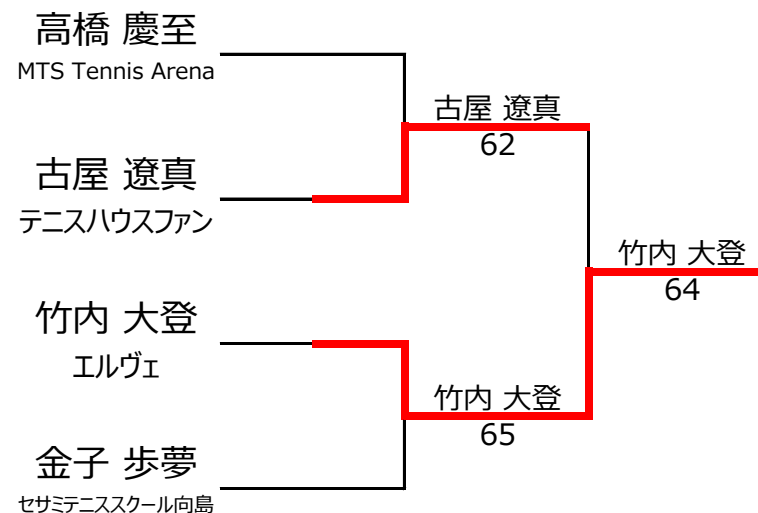 高橋 慶至
MTS Tennis Arena
古屋 遼真
62
古屋 遼真
テニスハウスファン
竹内 大登
64
竹内 大登
エルヴェ
竹内 大登
65
金子 歩夢
セサミテニススクール向島